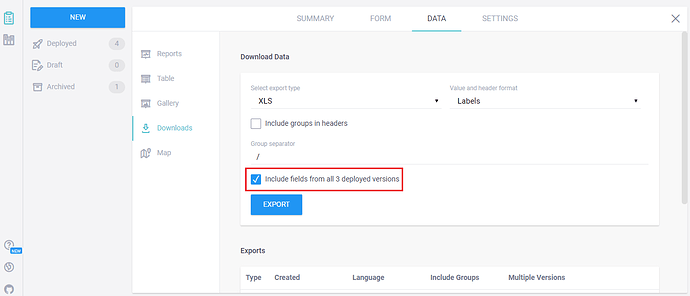 NEW
SUMMARY FORM DATA SETTINGS
Deployed 4
Draft 0
Archived 1
Reports
Table
Gallery
Downloads
Map
Download Data
Select export type Value and header format
XLS Labels
Include groups in headers
Group separator
/
Include fields from all 3 deployed versions
EXPORT
Exports
Type Created Language Include Groups Multiple Versions
NEW